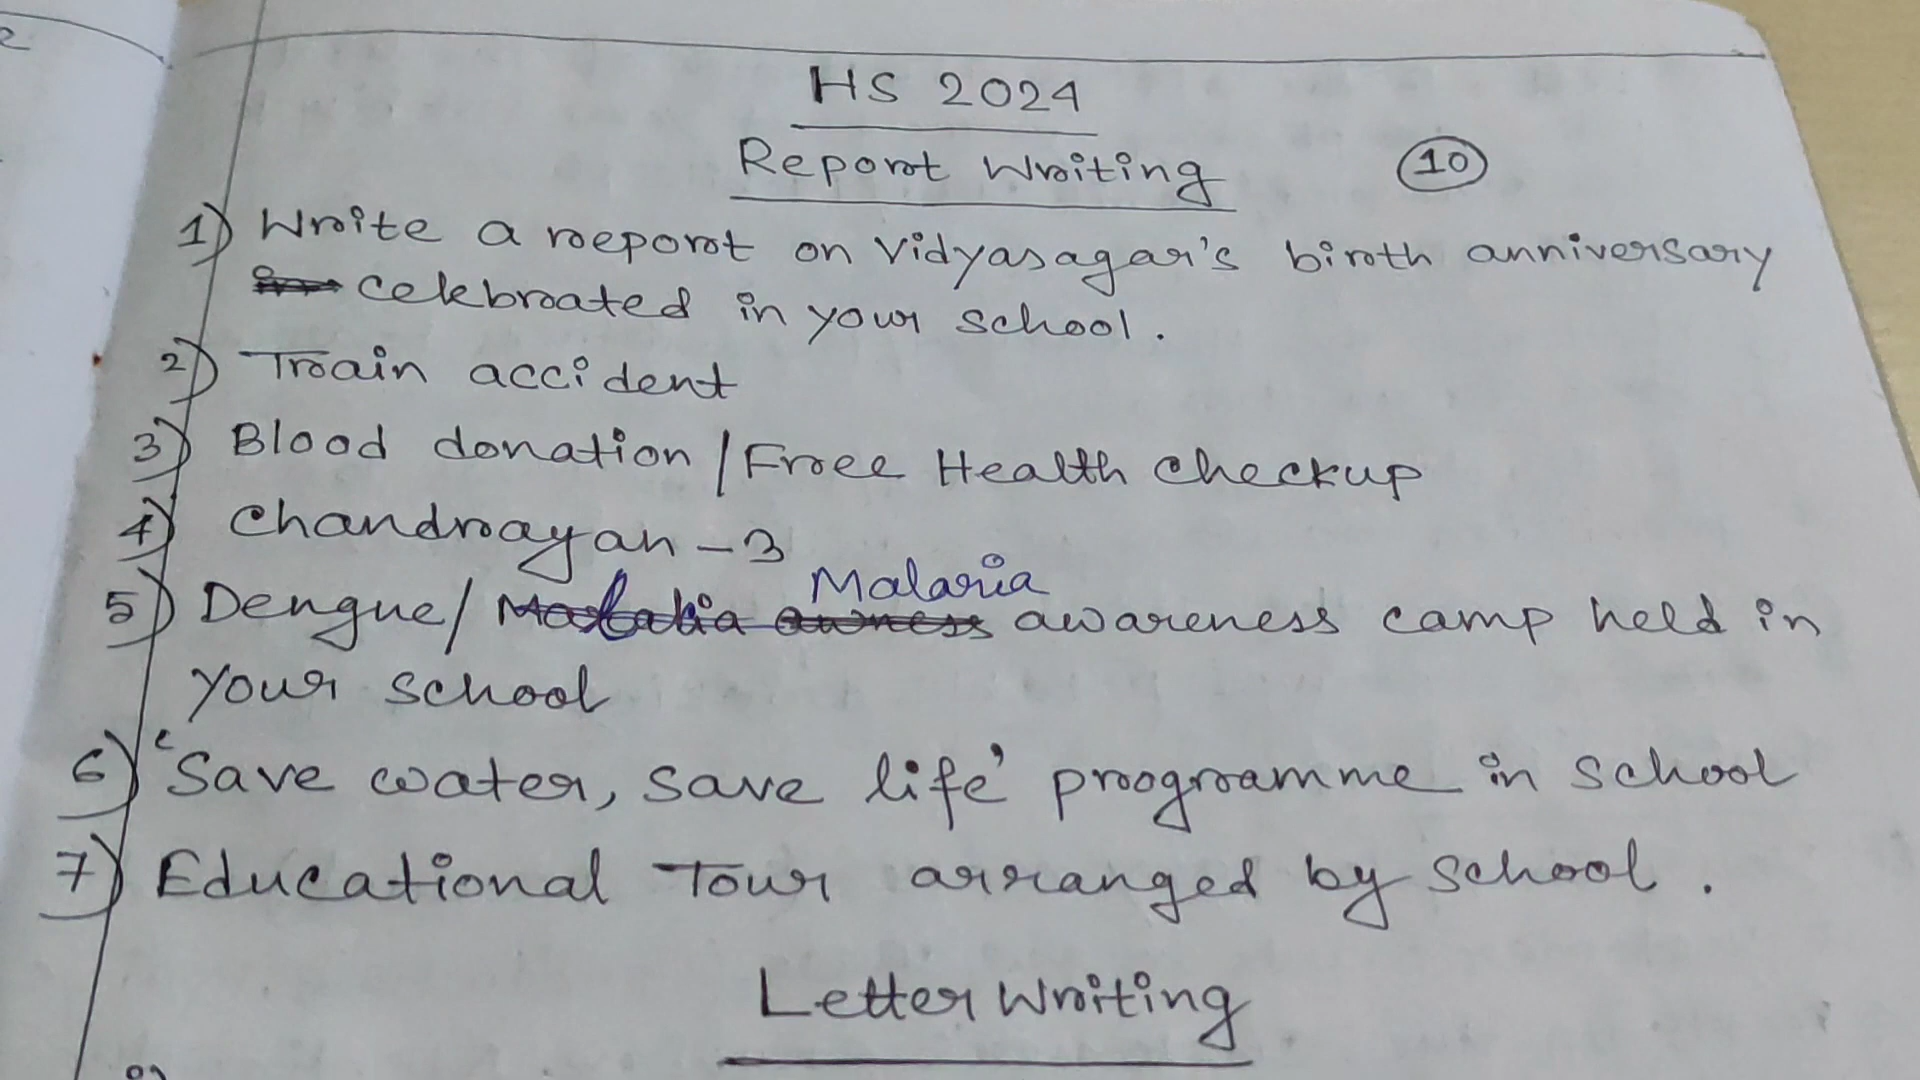 2
HS 2024
Report Writing 10
1) Write a report on Vidyasagar's birth anniversary
celebrated in your school.
2) Train accident
3) Blood donation / Free Health checkup
4) Chandrayan - 3
5) Dengue / Malaria awareness camp held in
your school
6) 'Save water, save life' programme in school
7) Educational Tour arranged by school.
Letter Writing